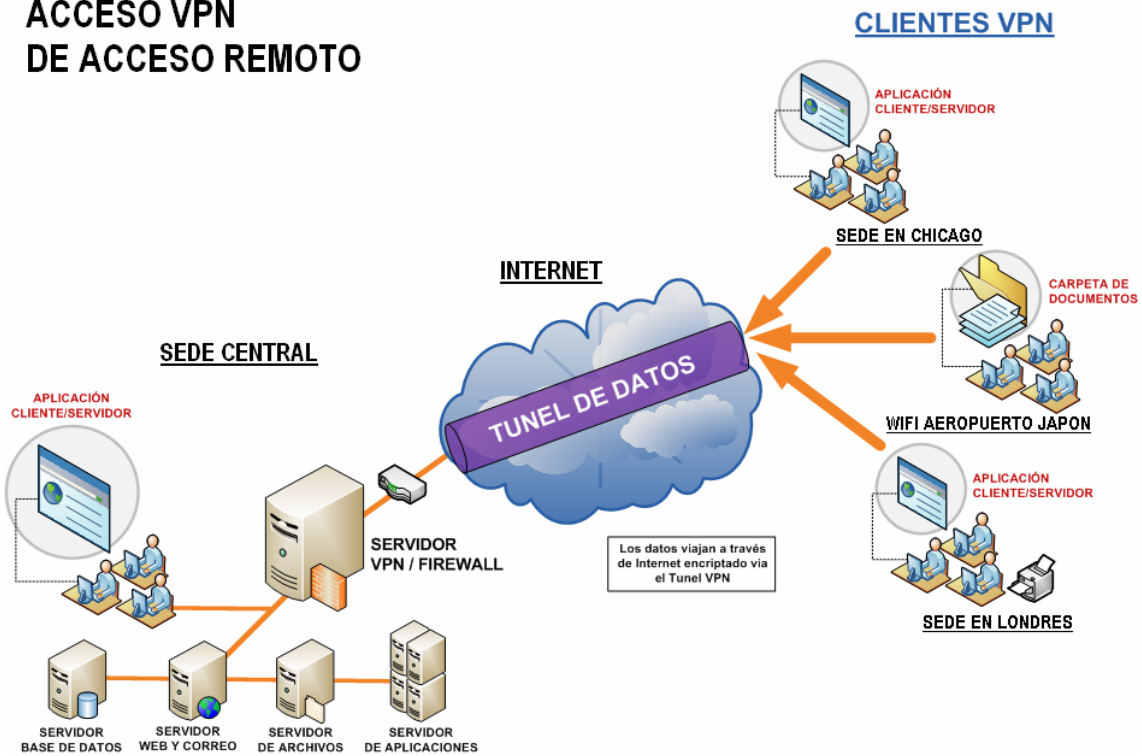 ACCESO VPN
DE ACCESO REMOTO
CLIENTES VPN
APLICACIÓN
CLIENTE/SERVIDOR
SEDE EN CHICAGO
INTERNET
CARPETA DE
DOCUMENTOS
WIFI AEROPUERTO JAPON
TUNEL DE DATOS
SEDE CENTRAL
APLICACIÓN
CLIENTE/SERVIDOR
APLICACIÓN
CLIENTE/SERVIDOR
SEDE EN LONDRES
SERVIDOR
VPN / FIREWALL
Los datos viajan a través
de Internet encriptado via
el Tunel VPN
SERVIDOR
BASE DE DATOS
SERVIDOR
WEB Y CORREO
SERVIDOR
DE ARCHIVOS
SERVIDOR
DE APLICACIONES